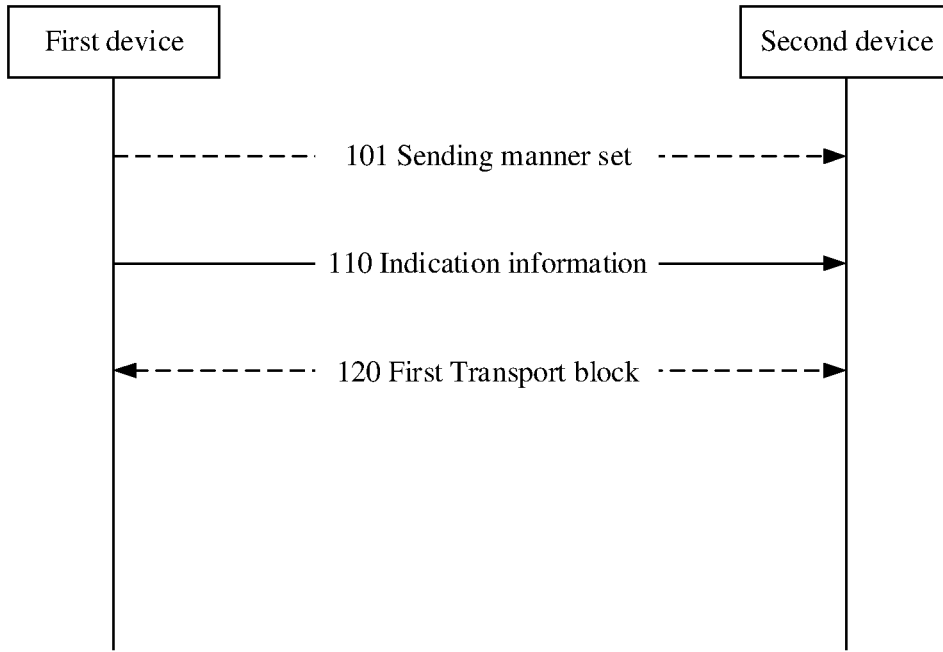 First device
Second device
101 Sending manner set
110 Indication information
120 First Transport block